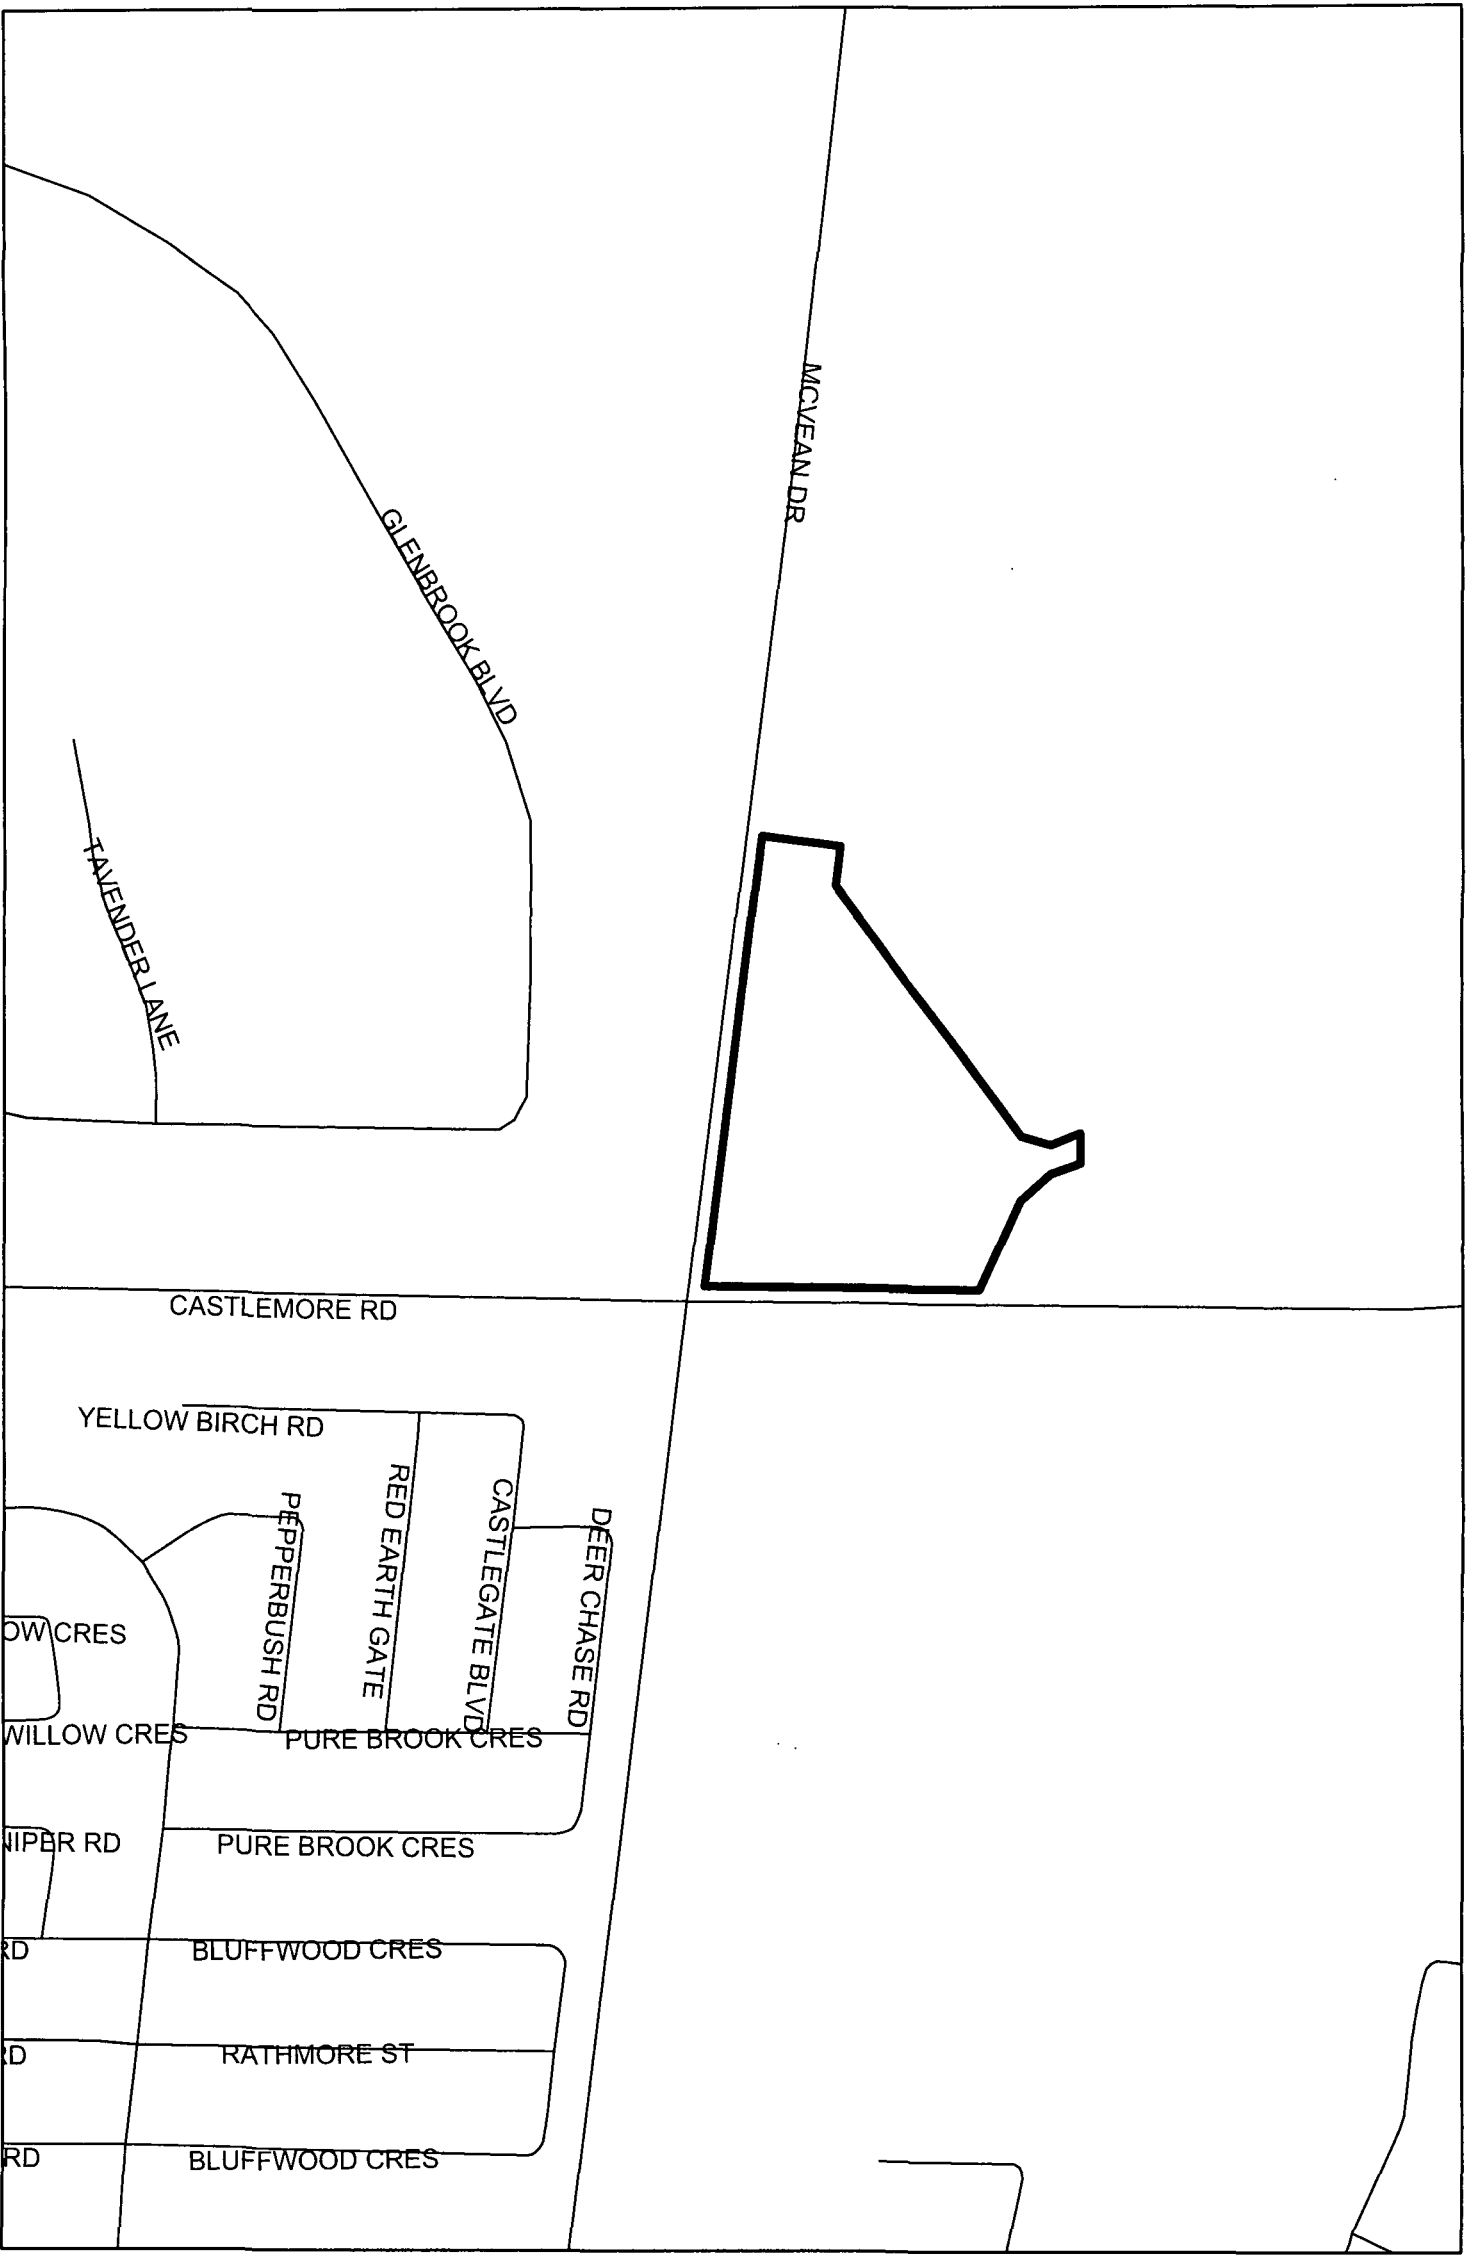 MCVEAN DR
GLENBROOK BLVD
TAVENDER LANE
CASTLEMORE RD
YELLOW BIRCH RD
PEPPERBUSH RD
RED EARTH GATE
CASTLEGATE BLVD
DEER CHASE RD
OW CRES
WILLOW CRES
PURE BROOK CRES
NIPER RD
PURE BROOK CRES
RD
BLUFFWOOD CRES
RD
RATHMORE ST
RD
BLUFFWOOD CRES